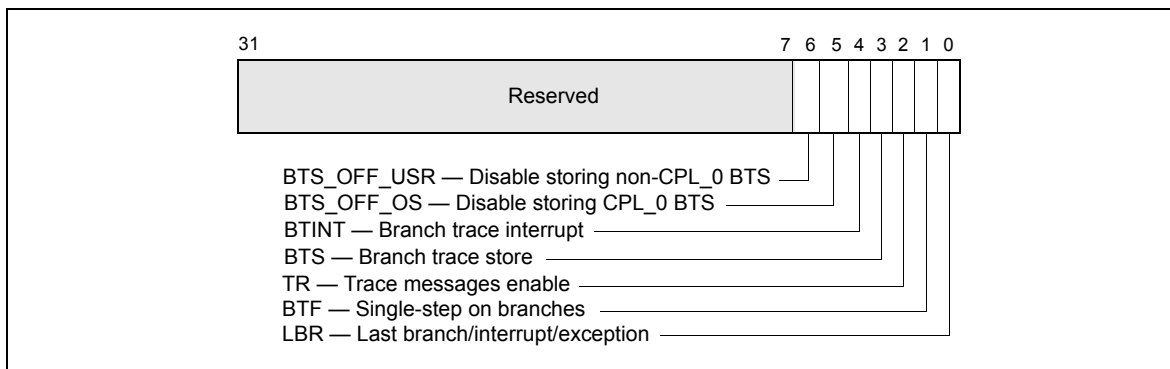 31 7 6 5 4 3 2 1 0
Reserved
BTS_OFF_USR — Disable storing non-CPL_0 BTS
BTS_OFF_OS — Disable storing CPL_0 BTS
BTINT — Branch trace interrupt
BTS — Branch trace store
TR — Trace messages enable
BTF — Single-step on branches
LBR — Last branch/interrupt/exception